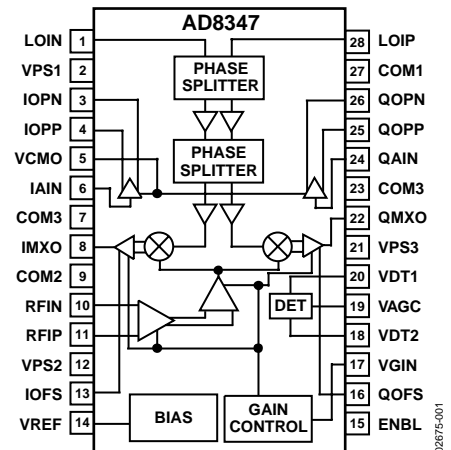 AD8347
LOIN 1
28 LOIP
VPS1 2
PHASE
SPLITTER
27 COM1
IOPN 3
26 QOPN
IOPP 4
25 QOPP
VCMO 5
PHASE
SPLITTER
24 QAIN
IAIN 6
23 COM3
COM3 7
22 QMXO
IMXO 8
21 VPS3
COM2 9
20 VDT1
RFIN 10
DET
19 VAGC
RFIP 11
18 VDT2
VPS2 12
17 VGIN
IOFS 13
16 QOFS
VREF 14
BIAS
GAIN
CONTROL
15 ENBL
02675-001